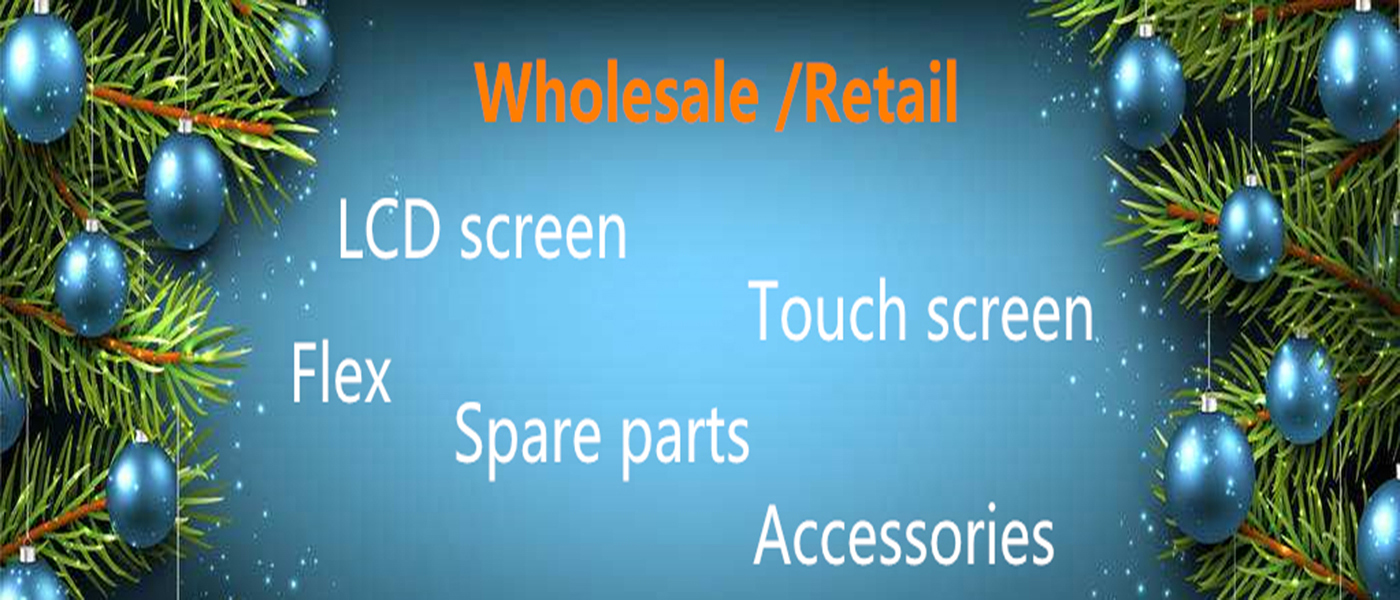 Wholesale /Retail
LCD screen
Touch screen
Flex
Spare parts
Accessories